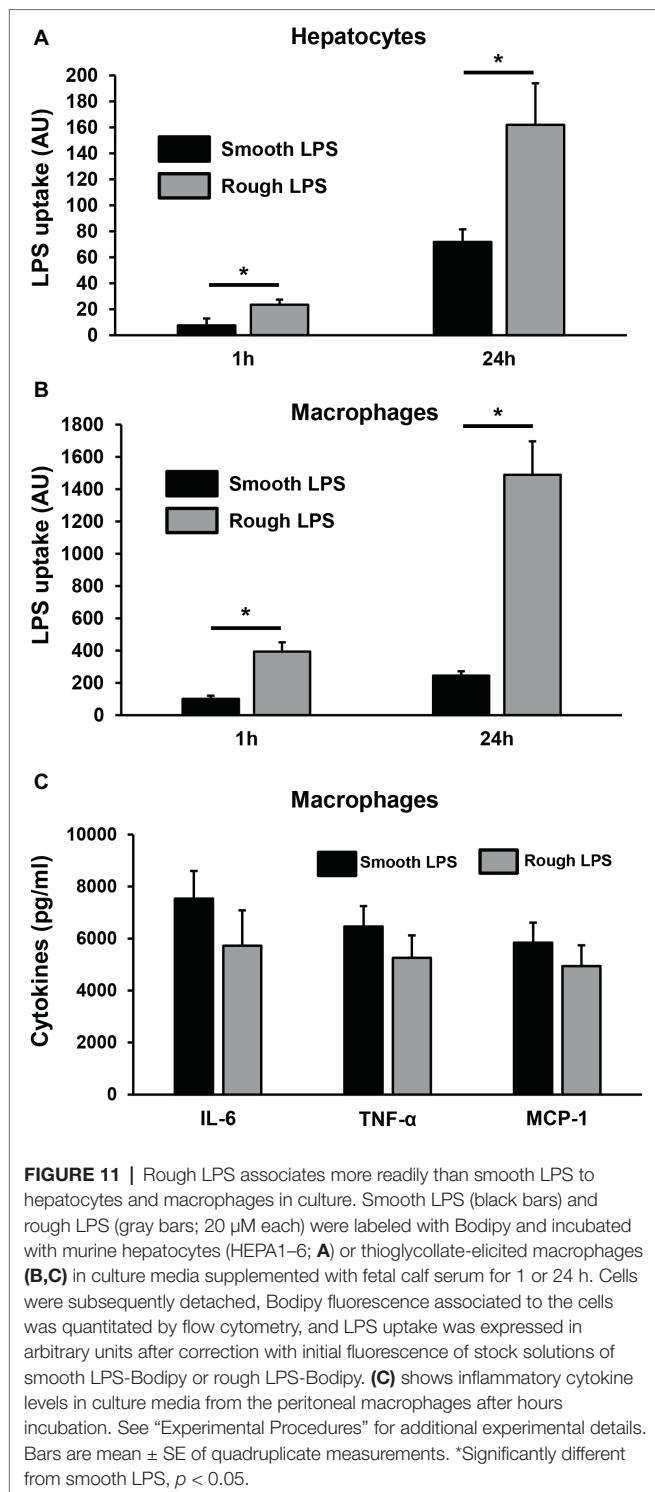 A
Hepatocytes
*
200
180
160
140
120
100
80
60
40
20
0
LPS uptake (AU)
Smooth LPS
Rough LPS
*
1h
24h
B
Macrophages
*
1800
1600
1400
1200
1000
800
600
400
200
0
LPS uptake (AU)
Smooth LPS
Rough LPS
*
1h
24h
C
Macrophages
10000
8000
6000
4000
2000
0
Cytokines (pg/ml)
Smooth LPS
Rough LPS
IL-6
TNF-α
MCP-1
FIGURE 11 | Rough LPS associates more readily than smooth LPS to
hepatocytes and macrophages in culture. Smooth LPS (black bars) and
rough LPS (gray bars; 20 µM each) were labeled with Bodipy and incubated
with murine hepatocytes (HEPA1–6; A) or thioglycollate-elicited macrophages
(B,C) in culture media supplemented with fetal calf serum for 1 or 24 h. Cells
were subsequently detached, Bodipy fluorescence associated to the cells
was quantitated by flow cytometry, and LPS uptake was expressed in
arbitrary units after correction with initial fluorescence of stock solutions of
smooth LPS-Bodipy or rough LPS-Bodipy. (C) shows inflammatory cytokine
levels in culture media from the peritoneal macrophages after hours
incubation. See “Experimental Procedures” for additional experimental details.
Bars are mean ± SE of quadruplicate measurements. *Significantly different
from smooth LPS, p < 0.05.